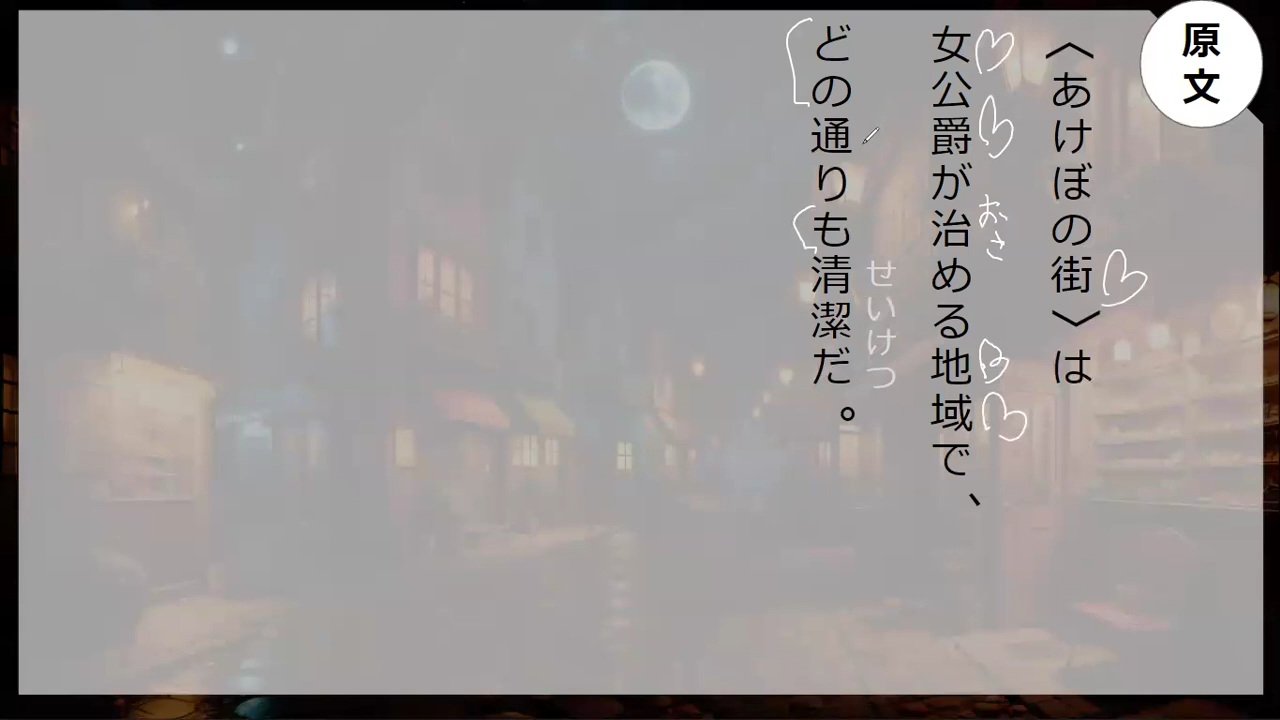 原文
〈あけぼの街〉は
女公爵が治める地域で、
おさ
どの通りも清潔だ。
せいけつ